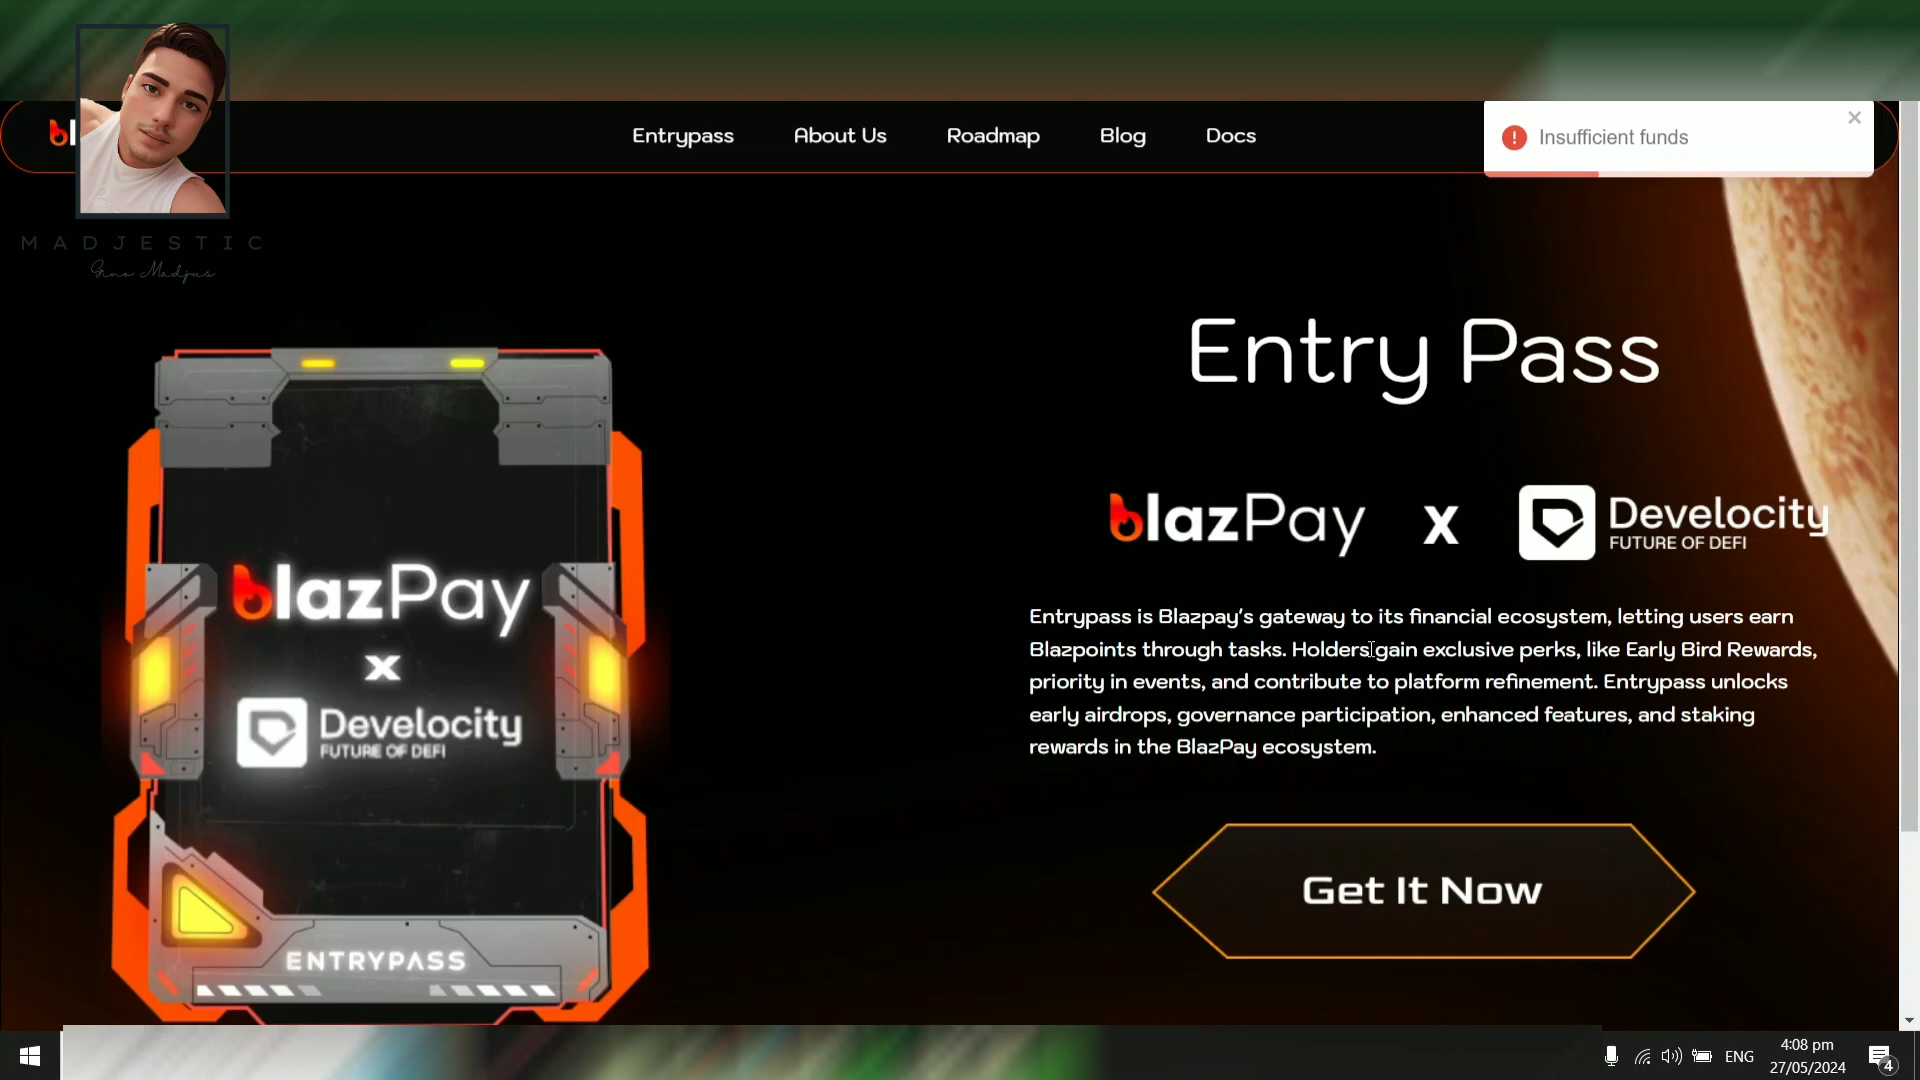 Entrypass
About Us
Roadmap
Blog
Docs
Insufficient funds
MADJESTIC
Gino Madjus
Entry Pass
blazPay x Develocity
FUTURE OF DEFI
Entrypass is Blazpay's gateway to its financial ecosystem, letting users earn
Blazpoints through tasks. Holders gain exclusive perks, like Early Bird Rewards,
priority in events, and contribute to platform refinement. Entrypass unlocks
early airdrops, governance participation, enhanced features, and staking
rewards in the BlazPay ecosystem.
Get It Now
blazPay
x
Develocity
FUTURE OF DEFI
ENTRYPASS
ENG
4:08 pm
27/05/2024
4